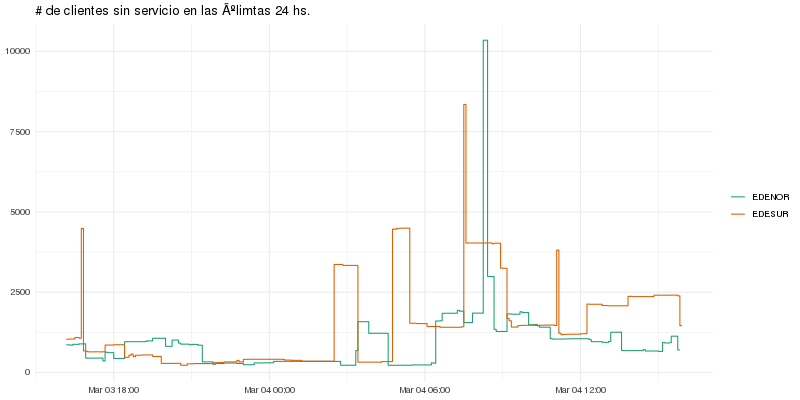 # de clientes sin servicio en las Ãºlimtas 24 hs.
10000
7500
5000
2500
0
Mar 03 18:00 Mar 04 00:00 Mar 04 06:00 Mar 04 12:00
EDENOR
EDESUR